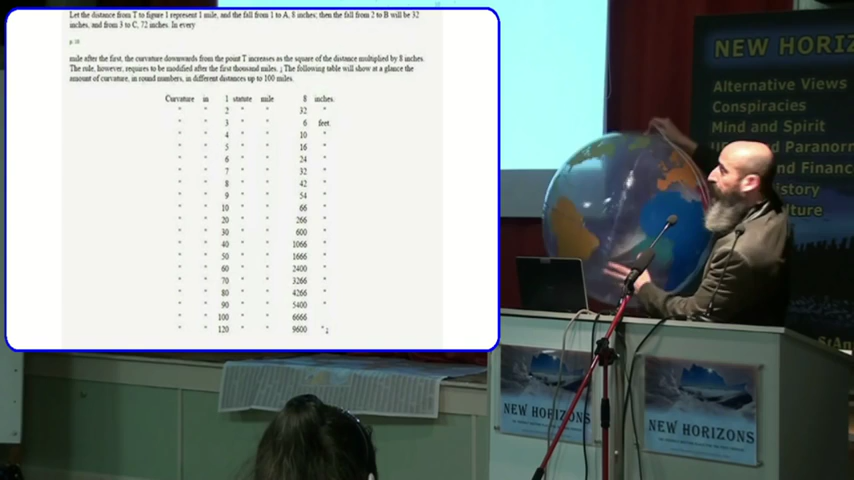 Let the distance from T to figure 1 represent 1 mile, and the fall from 1 to A, 8 inches; then the fall from 2 to B will be 32
inches, and from 3 to C, 72 inches. In every
mile after the first, the curvature downwards from the point T increases as the square of the distance multiplied by 8 inches.
The rule, however, requires to be modified after the first thousand miles. The following table will show at a glance the
amount of curvature, in round numbers, in different distances up to 100 miles.
Curvature in 1 statute mile 8 inches.
" " 2 " " 32 "
" " 3 " " 6 feet.
" " 4 " " 10 "
" " 5 " " 16 "
" " 6 " " 24 "
" " 7 " " 32 "
" " 8 " " 42 "
" " 9 " " 54 "
" " 10 " " 66 "
" " 20 " " 266 "
" " 30 " " 600 "
" " 40 " " 1066 "
" " 50 " " 1666 "
" " 60 " " 2400 "
" " 70 " " 3266 "
" " 80 " " 4266 "
" " 90 " " 5400 "
" " 100 " " 6666 "
" " 120 " " 9600 "
NEW HORIZ
Alternative Views
Conspiracies
Mind and Spirit
Paranorm
nd Financ
istory
lture
NEW HORIZONS
NEW HORIZONS